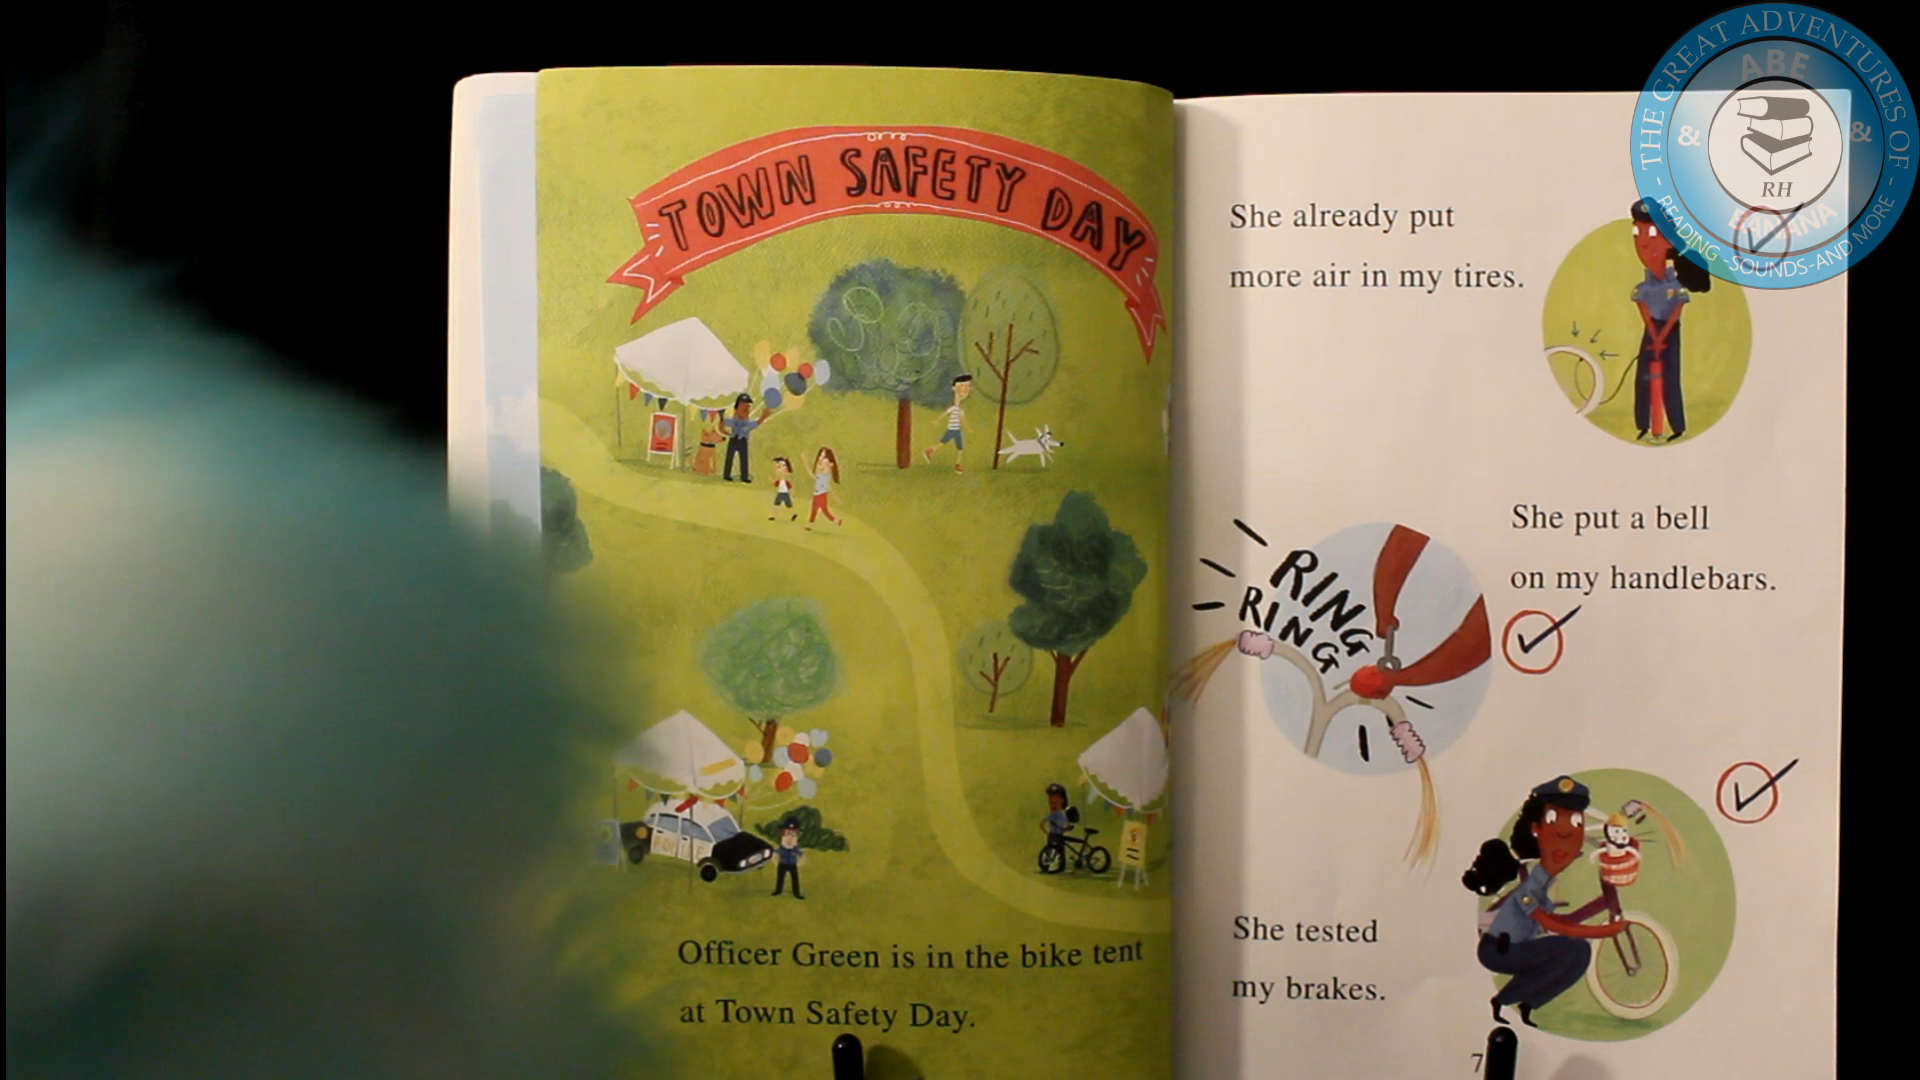 TOWN SAFETY DAY
POLICE
Officer Green is in the bike tent
at Town Safety Day.
She already put
more air in my tires.
She put a bell
on my handlebars.
RING
RING
She tested
my brakes.
7
- THE GREAT ADVENTURES OF -
ABE
&
&
BANANA
RH
READING -SOUNDS-AND MORE